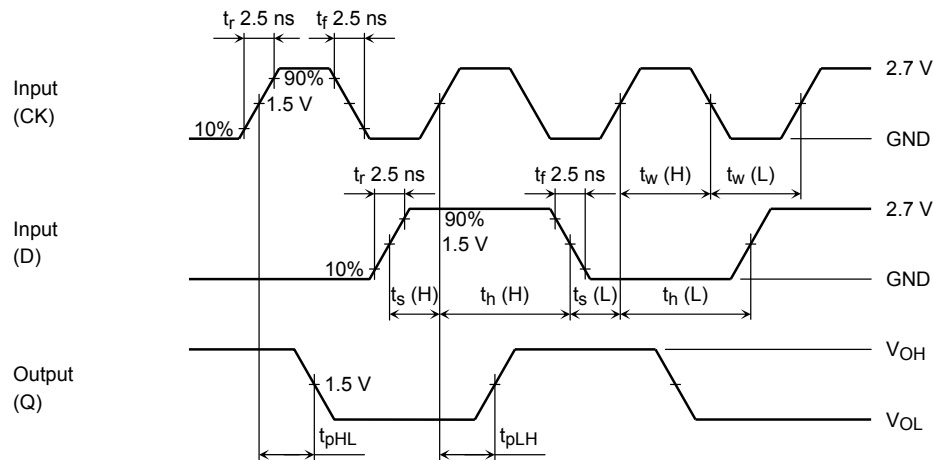 tr 2.5 ns
tf 2.5 ns
Input
(CK)
90%
1.5 V
10%
2.7 V
GND
tw (H)
tw (L)
tr 2.5 ns
tf 2.5 ns
Input
(D)
90%
1.5 V
10%
2.7 V
GND
ts (H)
th (H)
ts (L)
th (L)
Output
(Q)
1.5 V
VOH
VOL
tpHL
tpLH